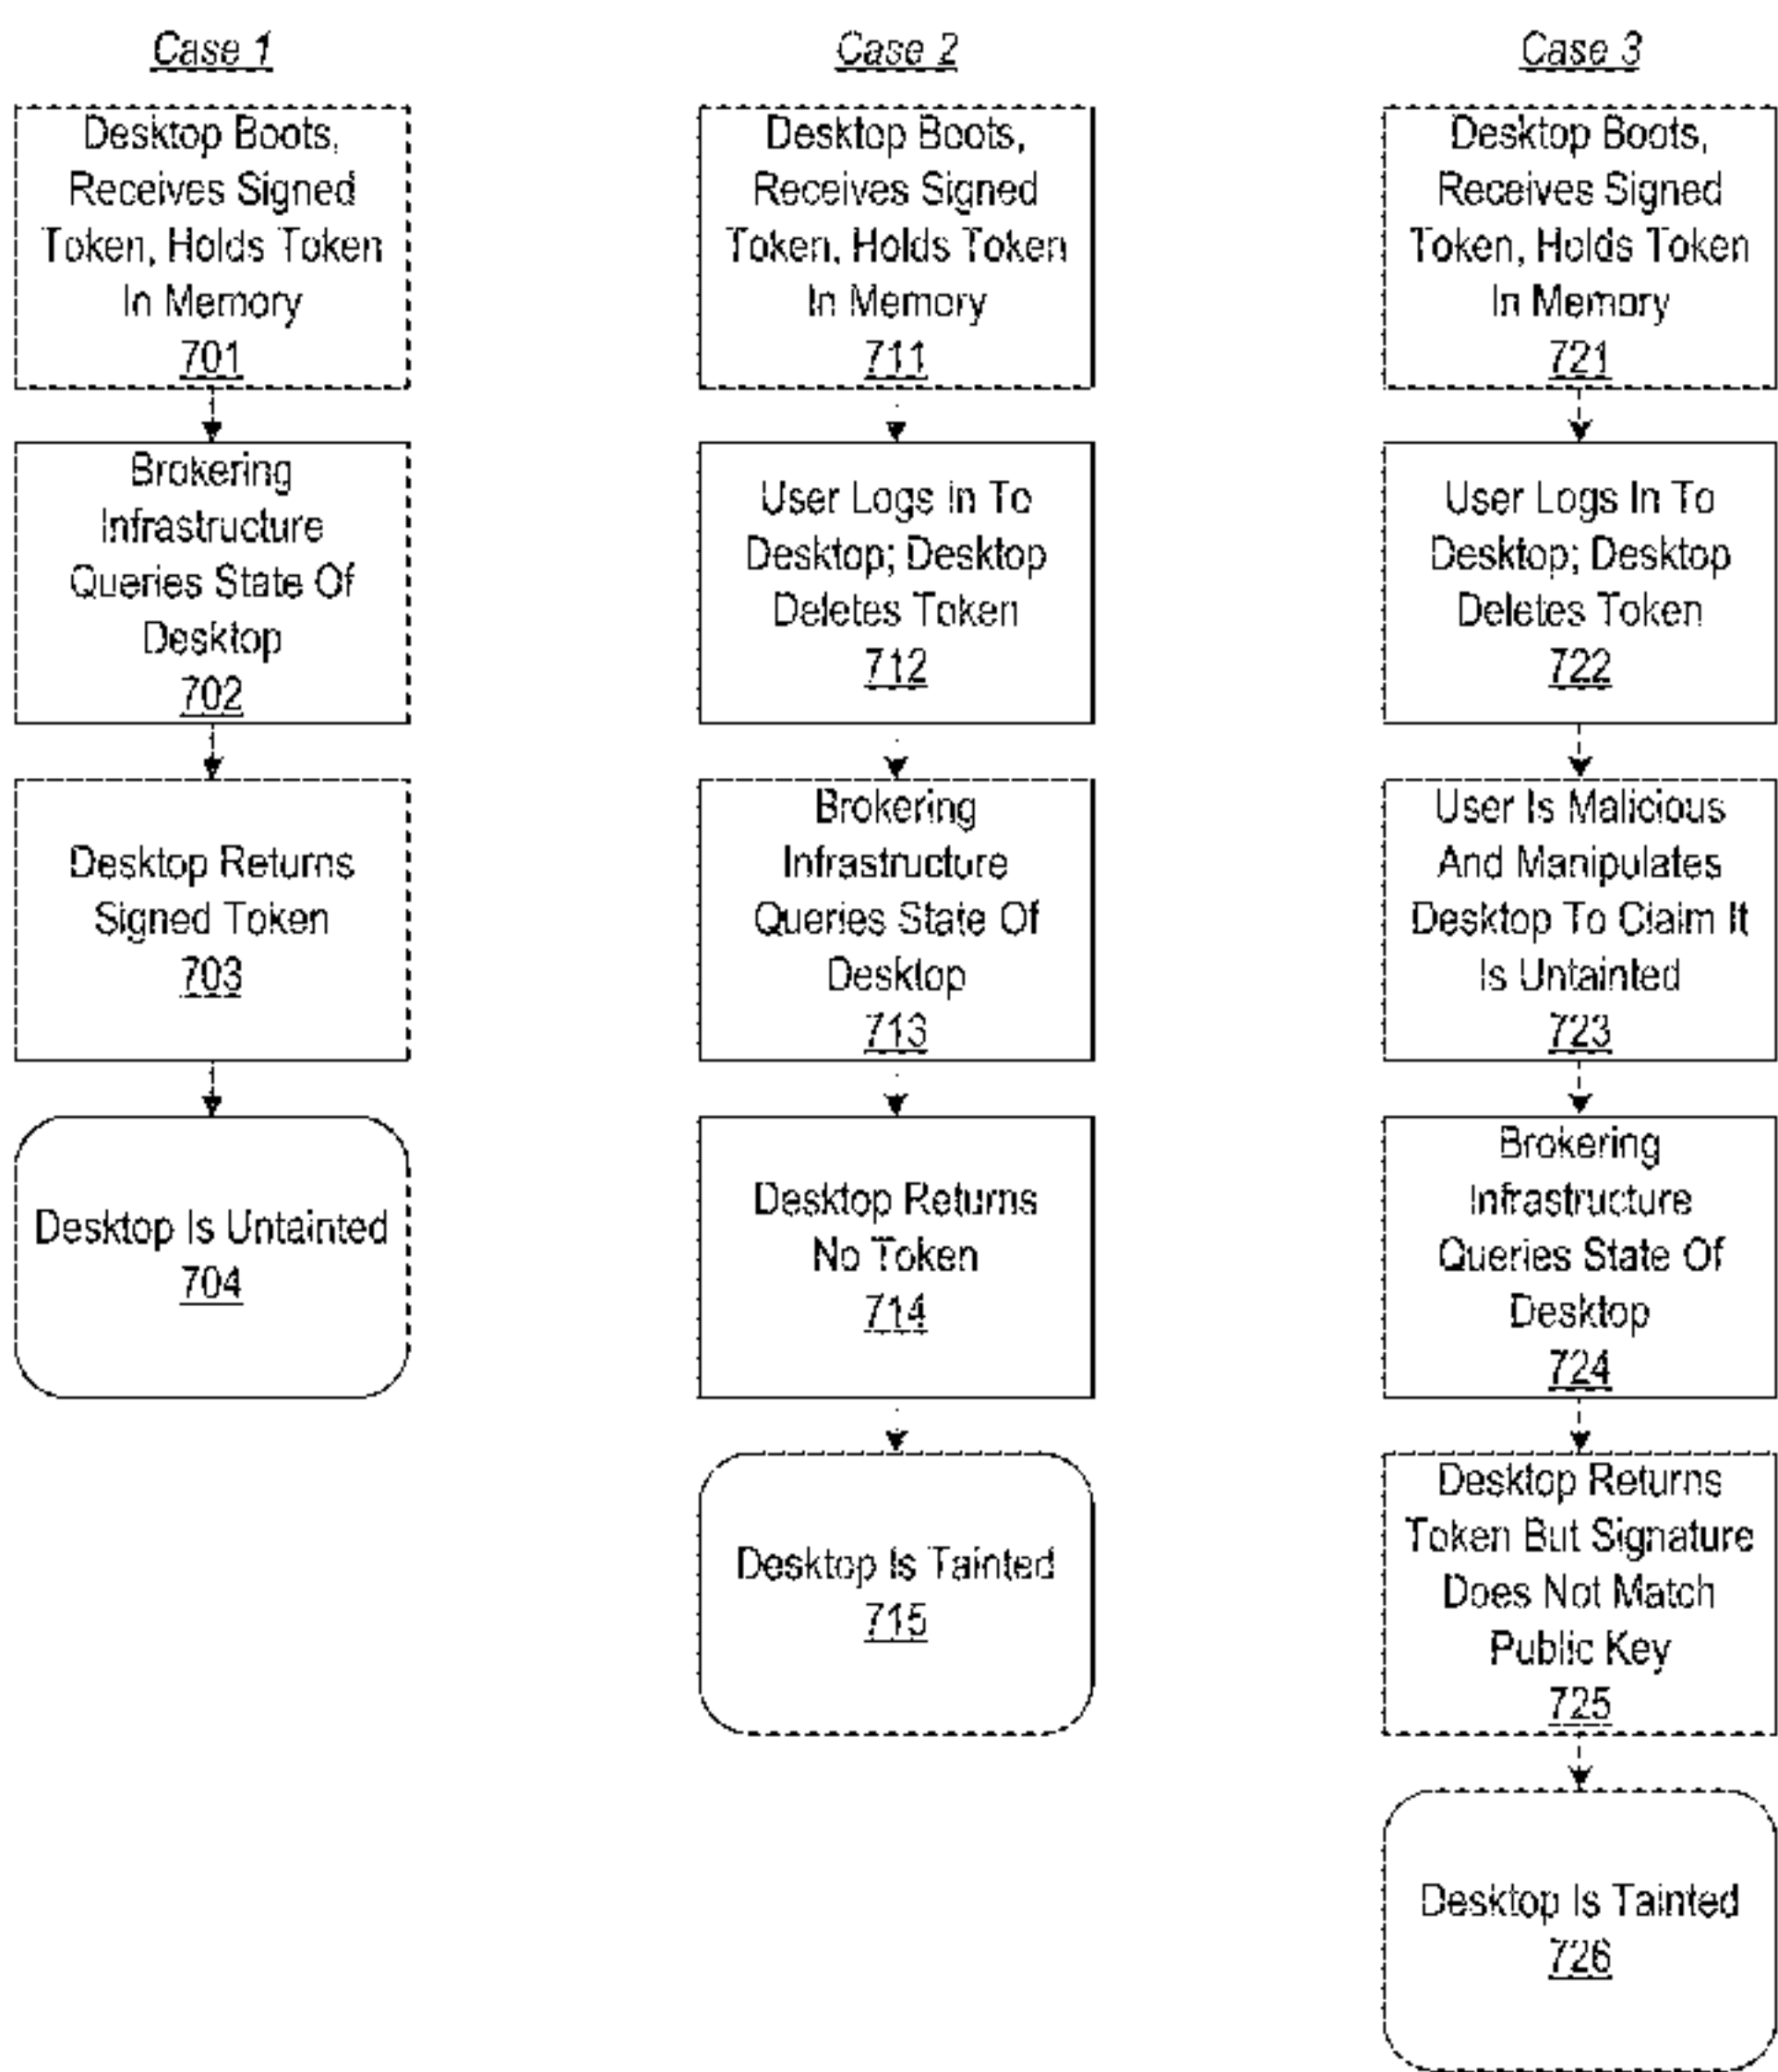 Case 1
Desktop Boots,
Receives Signed
Token, Holds Token
In Memory
701
Brokering
Infrastructure
Queries State Of
Desktop
702
Desktop Returns
Signed Token
703
Desktop Is Untainted
704
Case 2
Desktop Boots,
Receives Signed
Token, Holds Token
In Memory
711
User Logs In To
Desktop; Desktop
Deletes Token
712
Brokering
Infrastructure
Queries State Of
Desktop
713
Desktop Returns
No Token
714
Desktop Is Tainted
715
Case 3
Desktop Boots,
Receives Signed
Token, Holds Token
In Memory
721
User Logs In To
Desktop; Desktop
Deletes Token
722
User Is Malicious
And Manipulates
Desktop To Claim It
Is Untainted
723
Brokering
Infrastructure
Queries State Of
Desktop
724
Desktop Returns
Token But Signature
Does Not Match
Public Key
725
Desktop Is Tainted
726